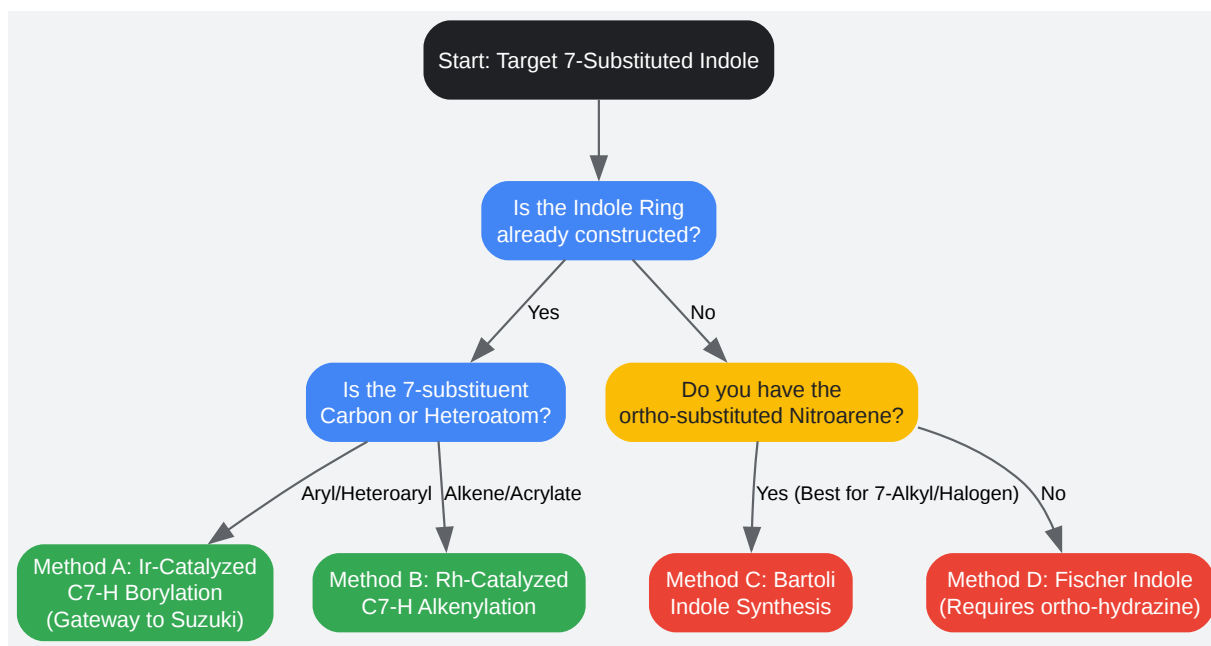 Start: Target 7-Substituted Indole
Is the Indole Ring
already constructed?
Yes
No
Is the 7-substituent
Carbon or Heteroatom?
Do you have the
ortho-substituted Nitroarene?
Aryl/Heteroaryl
Alkene/Acrylate
Yes (Best for 7-Alkyl/Halogen)
No
Method A: Ir-Catalyzed
C7-H Borylation
(Gateway to Suzuki)
Method B: Rh-Catalyzed
C7-H Alkenylation
Method C: Bartoli
Indole Synthesis
Method D: Fischer Indole
(Requires ortho-hydrazine)